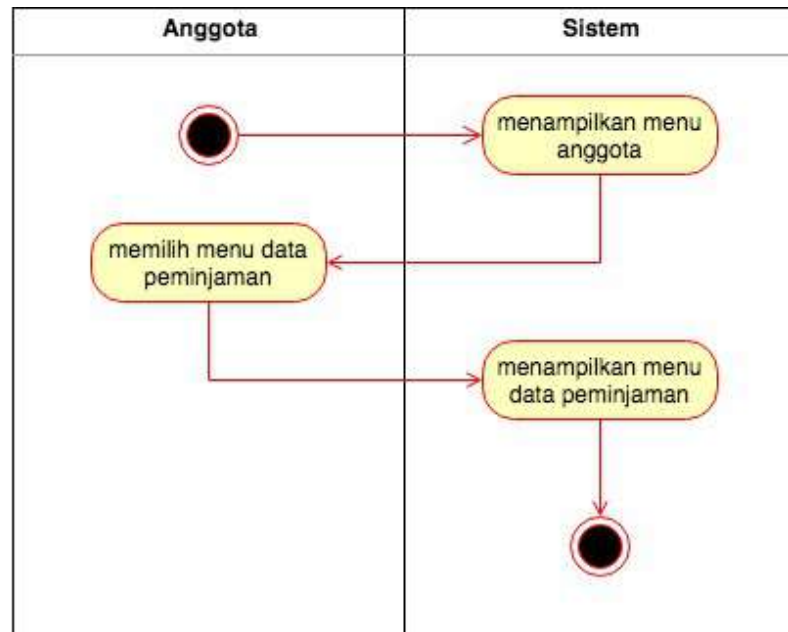 Anggota
Sistem
menampilkan menu
anggota
memilih menu data
peminjaman
menampilkan menu
data peminjaman